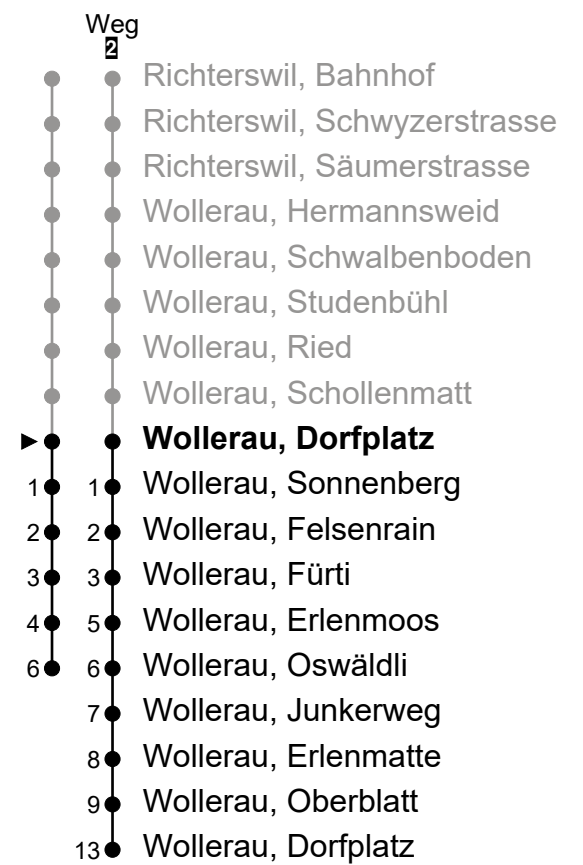 Weg
2
Richterswil, Bahnhof
Richterswil, Schwyzerstrasse
Richterswil, Säumerstrasse
Wollerau, Hermannsweid
Wollerau, Schwalbenboden
Wollerau, Studenbühl
Wollerau, Ried
Wollerau, Schollenmatt
Wollerau, Dorfplatz
1 1 Wollerau, Sonnenberg
2 2 Wollerau, Felsenrain
3 3 Wollerau, Fürti
4 5 Wollerau, Erlenmoos
6 6 Wollerau, Oswäldli
7 Wollerau, Junkerweg
8 Wollerau, Erlenmatte
9 Wollerau, Oberblatt
13 Wollerau, Dorfplatz